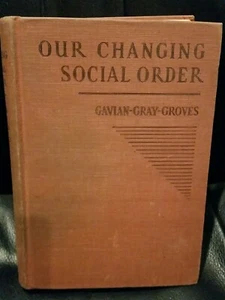 OUR CHANGING
SOCIAL ORDER
GAVIAN-GRAY-GROVES